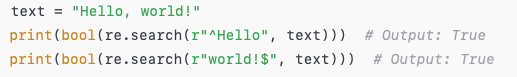 text = "Hello, world!"
print(bool(re.search(r"^Hello", text)))  # Output: True
print(bool(re.search(r"world!$", text)))  # Output: True